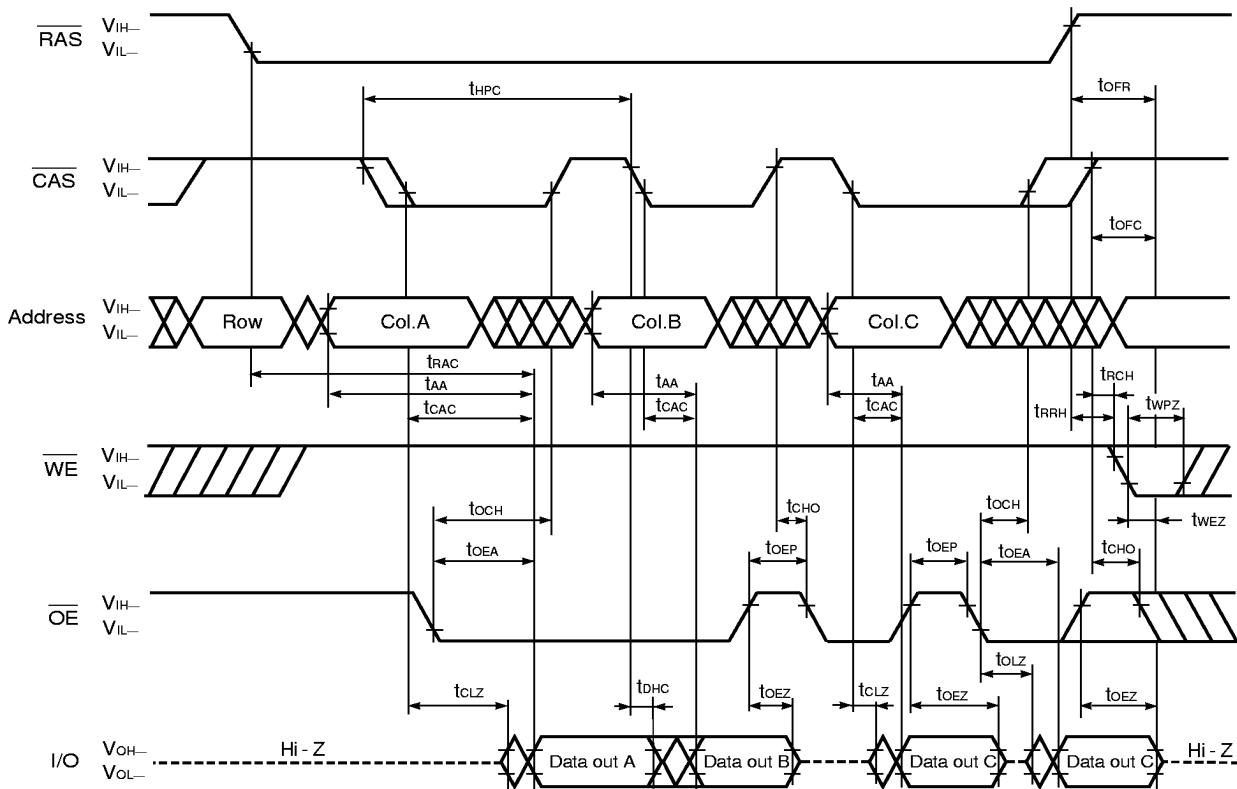 RAS VIH— VIL—
tHPC tOFR
CAS VIH— VIL—
tOFC
Address VIH— VIL— Row Col.A Col.B Col.C
tRAC
tAA tAA tAA
tCAC tCAC tCAC
tRCH
tRRH tWPZ
WE VIH— VIL—
tOCH tCHO tOCH tWEZ
tOEA tOEP tOEP tOEA tCHO
OE VIH— VIL—
tOLZ
tCLZ tDHC tOEZ tCLZ tOEZ tOEZ
I/O VOH— VOL— Hi - Z Data out A Data out B Data out C Data out C Hi - Z